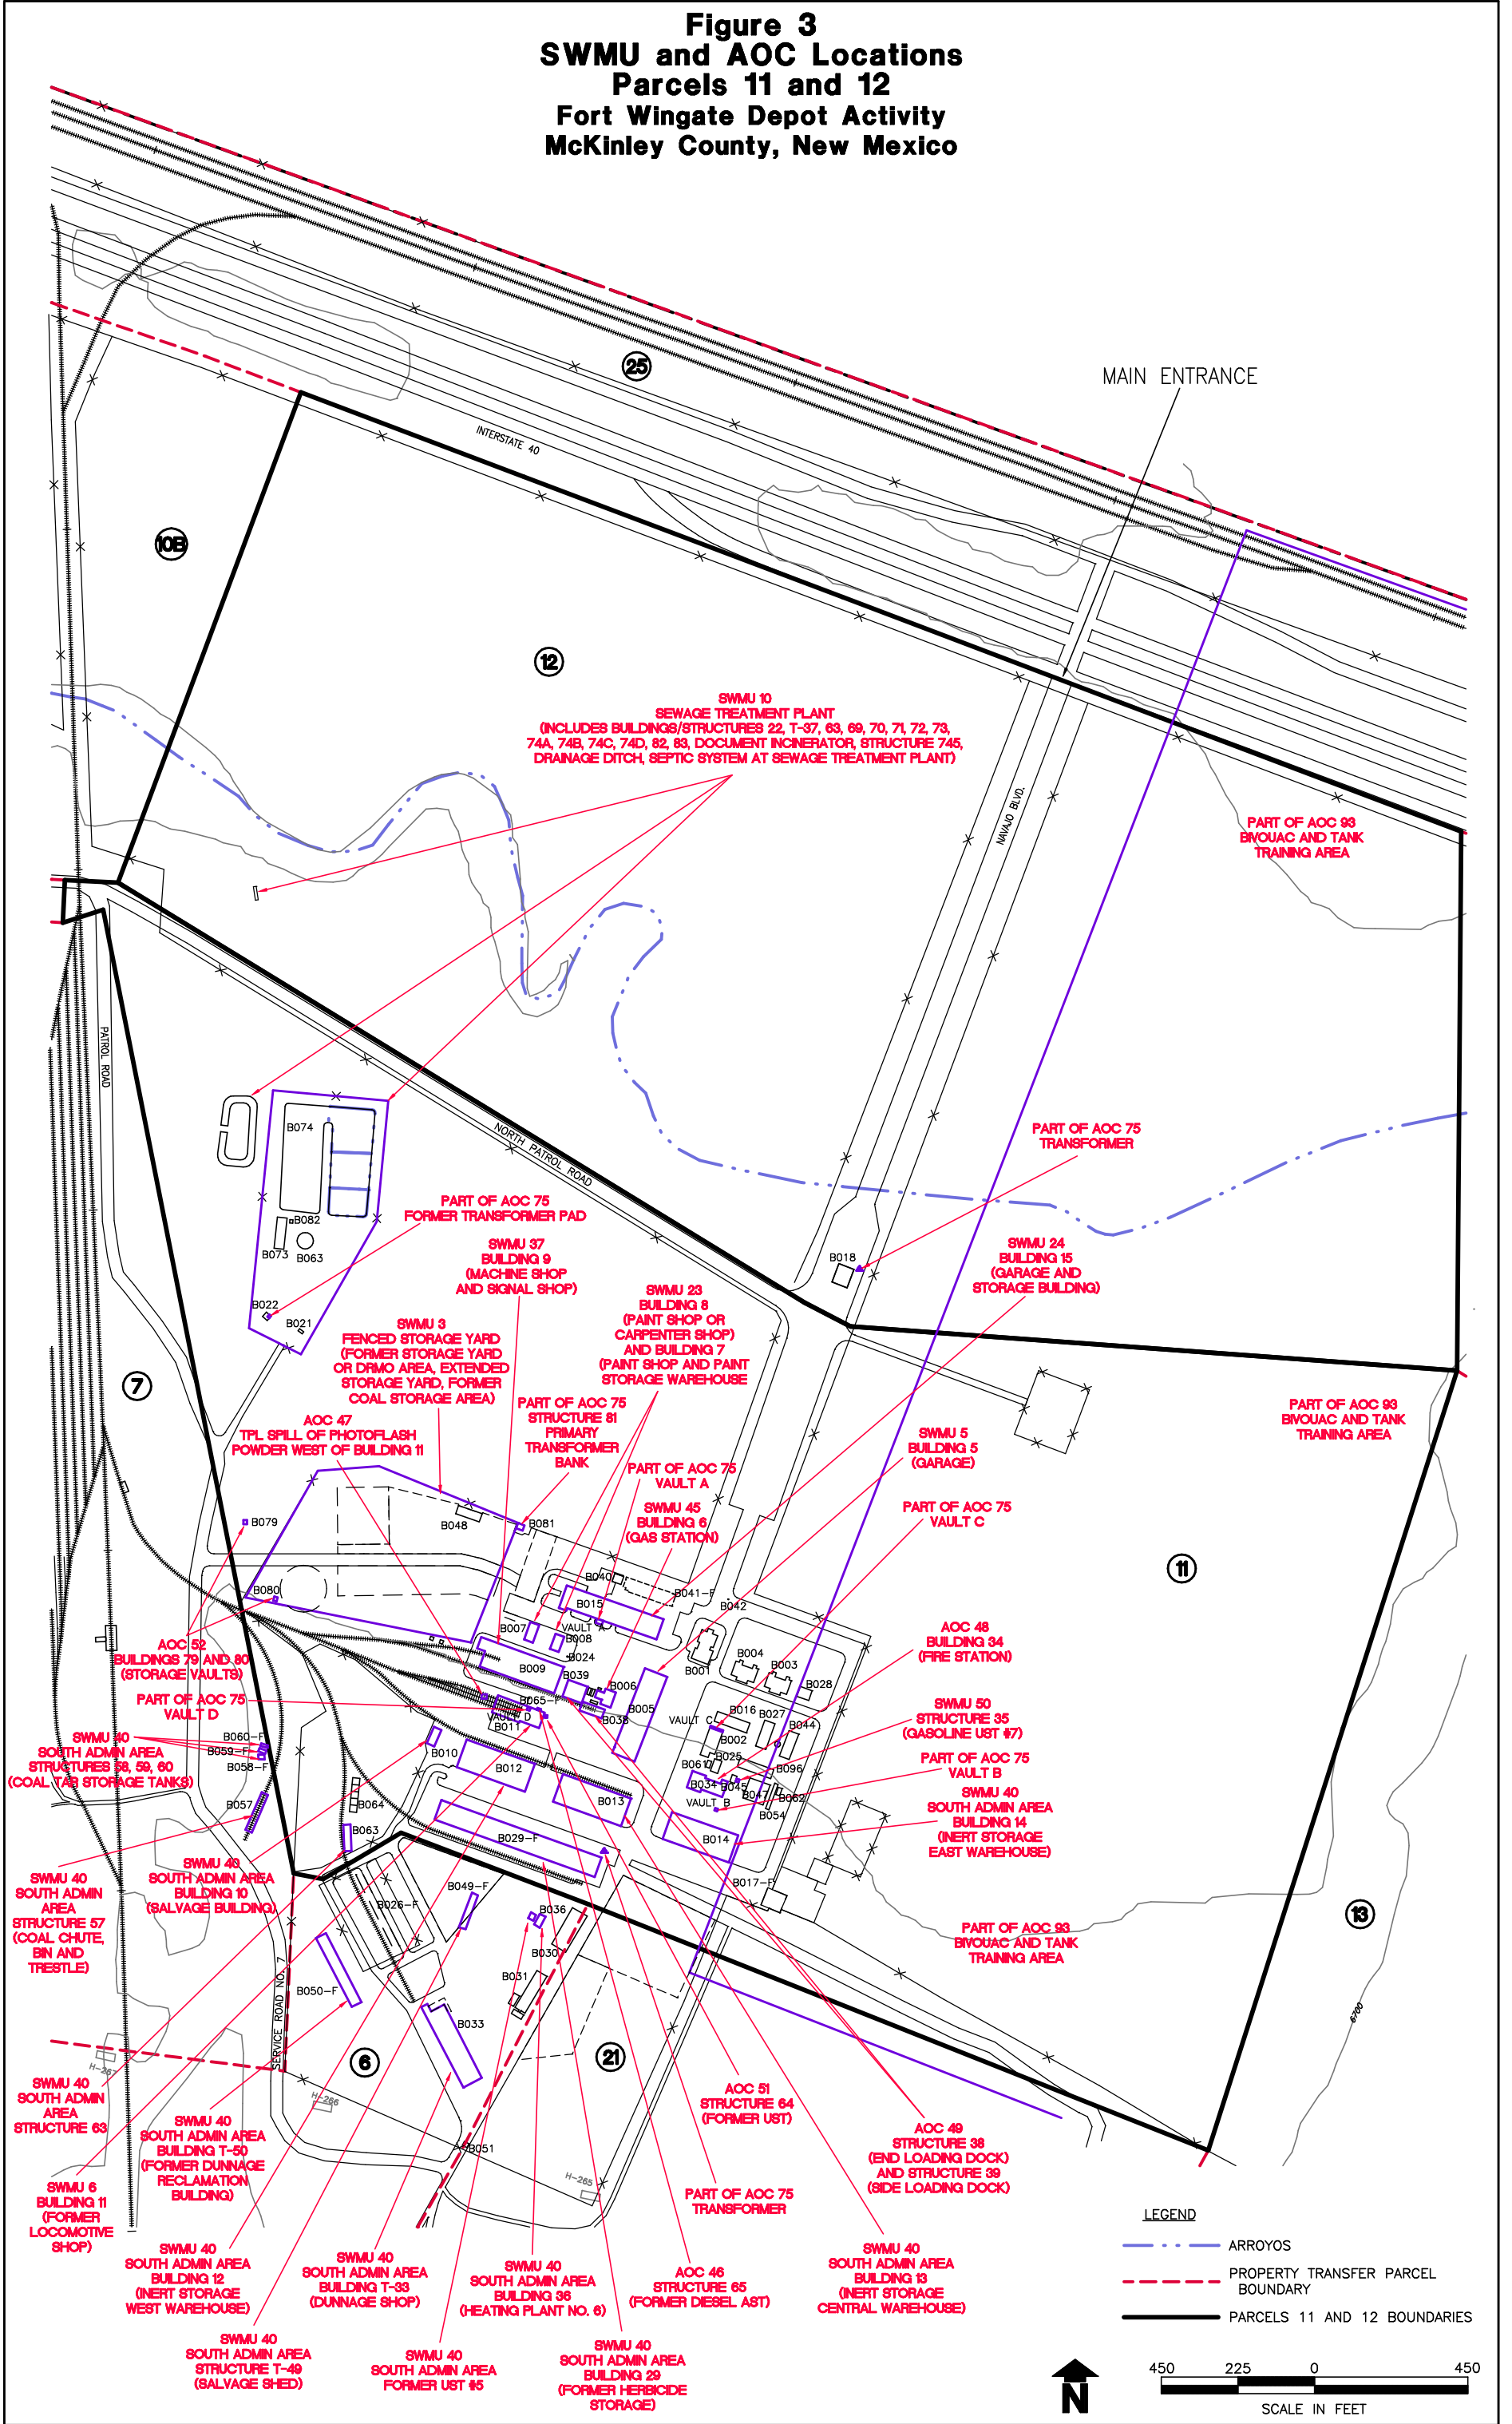 Figure 3
SWMU and AOC Locations
Parcels 11 and 12
Fort Wingate Depot Activity
McKinley County, New Mexico
25
MAIN ENTRANCE
INTERSTATE 40
10B
12
SWMU 10
SEWAGE TREATMENT PLANT
(INCLUDES BUILDINGS/STRUCTURES 22, T-37, 63, 69, 70, 71, 72, 73,
74A, 74B, 74C, 74D, 82, 83, DOCUMENT INCINERATOR, STRUCTURE 745,
DRAINAGE DITCH, SEPTIC SYSTEM AT SEWAGE TREATMENT PLANT)
NAVAJO BLVD.
PART OF AOC 93
BIVOUAC AND TANK
TRAINING AREA
PATROL ROAD
NORTH PATROL ROAD
B074
B082
B073
B063
B022
B021
PART OF AOC 75
TRANSFORMER
PART OF AOC 75
FORMER TRANSFORMER PAD
B018
SWMU 37
BUILDING 9
(MACHINE SHOP
AND SIGNAL SHOP)
SWMU 24
BUILDING 15
(GARAGE AND
STORAGE BUILDING)
SWMU 23
BUILDING 8
(PAINT SHOP OR
CARPENTER SHOP)
AND BUILDING 7
(PAINT SHOP AND PAINT
STORAGE WAREHOUSE
SWMU 3
FENCED STORAGE YARD
(FORMER STORAGE YARD
OR DRMO AREA, EXTENDED
STORAGE YARD, FORMER
COAL STORAGE AREA)
7
PART OF AOC 75
STRUCTURE 81
PRIMARY
TRANSFORMER
BANK
AOC 47
TPL SPILL OF PHOTOFLASH
POWDER WEST OF BUILDING 11
PART OF AOC 93
BIVOUAC AND TANK
TRAINING AREA
SWMU 5
BUILDING 5
(GARAGE)
PART OF AOC 75
VAULT A
SWMU 45
BUILDING 6
(GAS STATION)
PART OF AOC 75
VAULT C
B079
B048
B081
11
B080
B040
B015
B041-F
B042
B007
VAULT A
B008
B024
B009
B039
B006
B001
B004
B003
B028
AOC 48
BUILDING 34
(FIRE STATION)
AOC 52
BUILDINGS 79 AND 80
(STORAGE VAULTS)
PART OF AOC 75
VAULT D
B065-F
VAULT D
B011
B038
B005
VAULT C
B016
B027
B002
B044
B025
SWMU 50
STRUCTURE 35
(GASOLINE UST #7)
SWMU 40
SOUTH ADMIN AREA
STRUCTURES 58, 59, 60
(COAL TAR STORAGE TANKS)
B060-F
B059-F
B058-F
B010
B012
B013
B061
B034
B045
B047
B096
B062
B054
VAULT B
PART OF AOC 75
VAULT B
SWMU 40
SOUTH ADMIN AREA
BUILDING 14
(INERT STORAGE
EAST WAREHOUSE)
B057
B064
B063
B029-F
B014
B017-F
SWMU 40
SOUTH ADMIN AREA
BUILDING 10
(SALVAGE BUILDING)
SWMU 40
SOUTH ADMIN
AREA
STRUCTURE 57
(COAL CHUTE,
BIN AND
TRESTLE)
B026-F
B049-F
B036
B030
B031
B050-F
B033
SERVICE ROAD NO. 7
13
PART OF AOC 93
BIVOUAC AND TANK
TRAINING AREA
6700
6
21
H-266
H-265
B051
SWMU 40
SOUTH ADMIN
AREA
STRUCTURE 63
SWMU 40
SOUTH ADMIN AREA
BUILDING T-50
(FORMER DUNNAGE
RECLAMATION
BUILDING)
AOC 51
STRUCTURE 64
(FORMER UST)
AOC 49
STRUCTURE 38
(END LOADING DOCK)
AND STRUCTURE 39
(SIDE LOADING DOCK)
SWMU 6
BUILDING 11
(FORMER
LOCOMOTIVE
SHOP)
PART OF AOC 75
TRANSFORMER
SWMU 40
SOUTH ADMIN AREA
BUILDING 12
(INERT STORAGE
WEST WAREHOUSE)
SWMU 40
SOUTH ADMIN AREA
BUILDING T-33
(DUNNAGE SHOP)
SWMU 40
SOUTH ADMIN AREA
BUILDING 36
(HEATING PLANT NO. 6)
AOC 46
STRUCTURE 65
(FORMER DIESEL AST)
SWMU 40
SOUTH ADMIN AREA
BUILDING 13
(INERT STORAGE
CENTRAL WAREHOUSE)
SWMU 40
SOUTH ADMIN AREA
STRUCTURE T-49
(SALVAGE SHED)
SWMU 40
SOUTH ADMIN AREA
FORMER UST #5
SWMU 40
SOUTH ADMIN AREA
BUILDING 29
(FORMER HERBICIDE
STORAGE)
LEGEND
ARROYOS
PROPERTY TRANSFER PARCEL
BOUNDARY
PARCELS 11 AND 12 BOUNDARIES
N
450 225 0 450
SCALE IN FEET